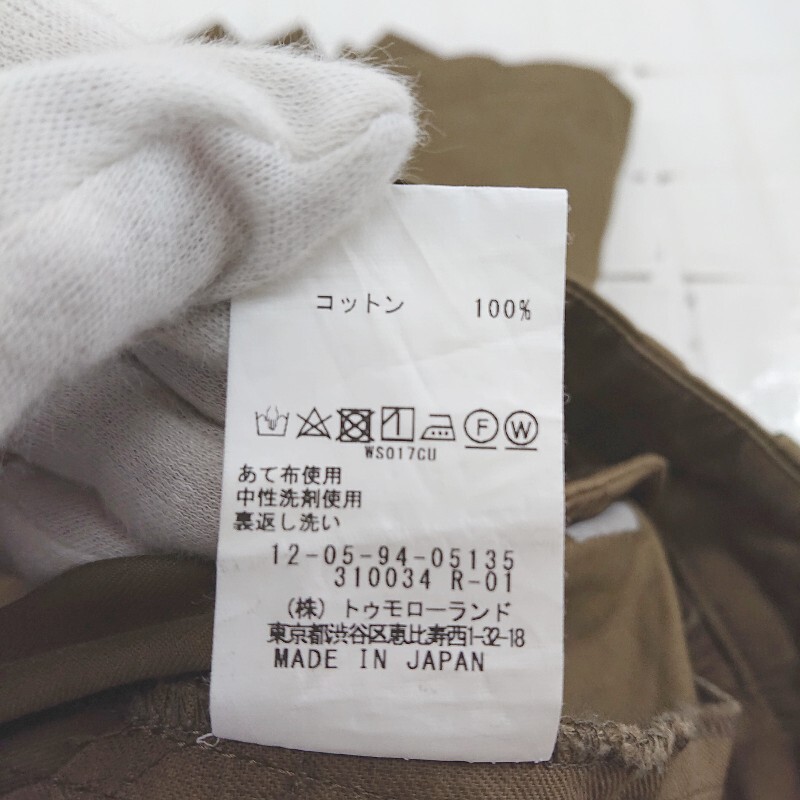 コットン 100%
F W
WS017CU
あて布使用
中性洗剤使用
裏返し洗い
12-05-94-05135
310034 R-01
(株) トゥモローランド
東京都渋谷区恵比寿西1-32-18
MADE IN JAPAN